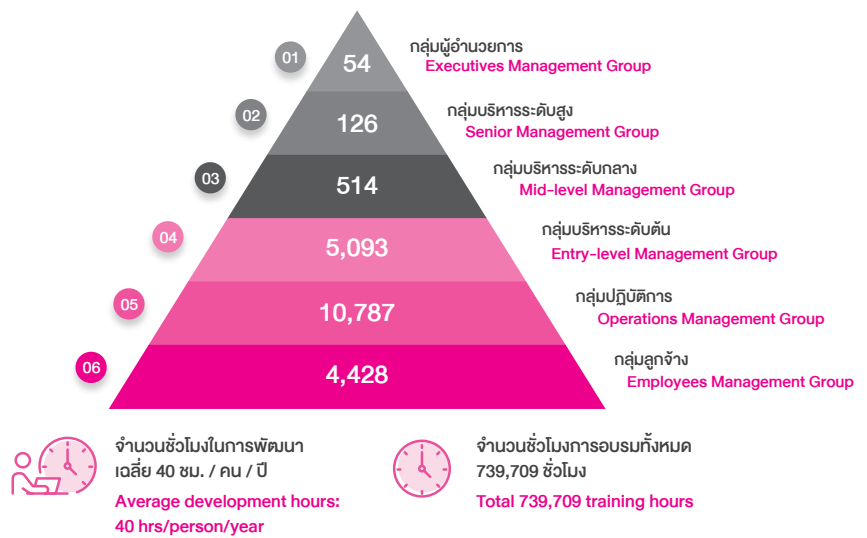 01
54
กลุ่มผู้อำนวยการ
Executives Management Group
02
126
กลุ่มบริหารระดับสูง
Senior Management Group
03
514
กลุ่มบริหารระดับกลาง
Mid-level Management Group
04
5,093
กลุ่มบริหารระดับต้น
Entry-level Management Group
05
10,787
กลุ่มปฏิบัติการ
Operations Management Group
06
4,428
กลุ่มลูกจ้าง
Employees Management Group
จำนวนชั่วโมงในการพัฒนา
เฉลี่ย 40 ชม. / คน / ปี
Average development hours:
40 hrs/person/year
จำนวนชั่วโมงการอบรมทั้งหมด
739,709 ชั่วโมง
Total 739,709 training hours